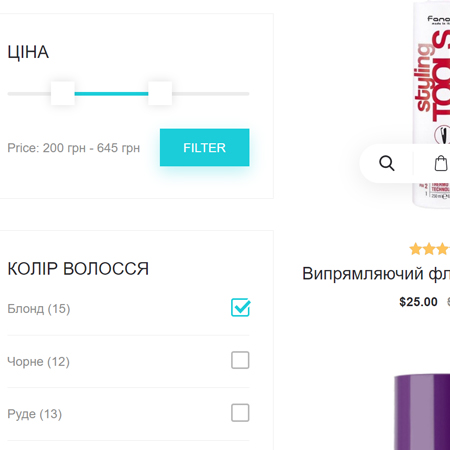 ЦІНА
Price: 200 грн - 645 грн
FILTER
КОЛІР ВОЛОССЯ
Блонд (15)
Чорне (12)
Руде (13)
Fano
styling
TOOLS
Випрямляючий фл
$25.00